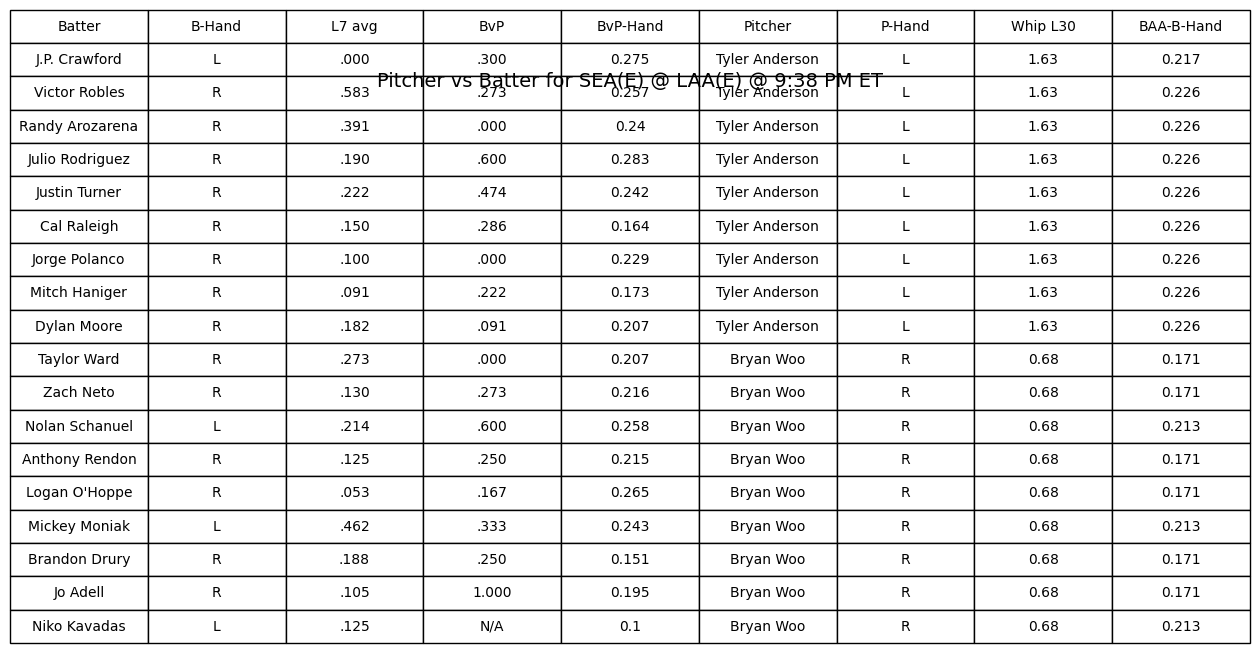 Batter B-Hand L7 avg BvP BvP-Hand Pitcher P-Hand Whip L30 BAA-B-Hand
J.P. Crawford L .000 .300 0.275 Tyler Anderson L 1.63 0.217
Pitcher vs Batter for SEA(E) @ LAA(E) @ 9:38 PM ET
Victor Robles R .583 .273 0.257 Tyler Anderson L 1.63 0.226
Randy Arozarena R .391 .000 0.24 Tyler Anderson L 1.63 0.226
Julio Rodriguez R .190 .600 0.283 Tyler Anderson L 1.63 0.226
Justin Turner R .222 .474 0.242 Tyler Anderson L 1.63 0.226
Cal Raleigh R .150 .286 0.164 Tyler Anderson L 1.63 0.226
Jorge Polanco R .100 .000 0.229 Tyler Anderson L 1.63 0.226
Mitch Haniger R .091 .222 0.173 Tyler Anderson L 1.63 0.226
Dylan Moore R .182 .091 0.207 Tyler Anderson L 1.63 0.226
Taylor Ward R .273 .000 0.207 Bryan Woo R 0.68 0.171
Zach Neto R .130 .273 0.216 Bryan Woo R 0.68 0.171
Nolan Schanuel L .214 .600 0.258 Bryan Woo R 0.68 0.213
Anthony Rendon R .125 .250 0.215 Bryan Woo R 0.68 0.171
Logan O'Hoppe R .053 .167 0.265 Bryan Woo R 0.68 0.171
Mickey Moniak L .462 .333 0.243 Bryan Woo R 0.68 0.213
Brandon Drury R .188 .250 0.151 Bryan Woo R 0.68 0.171
Jo Adell R .105 1.000 0.195 Bryan Woo R 0.68 0.171
Niko Kavadas L .125 N/A 0.1 Bryan Woo R 0.68 0.213